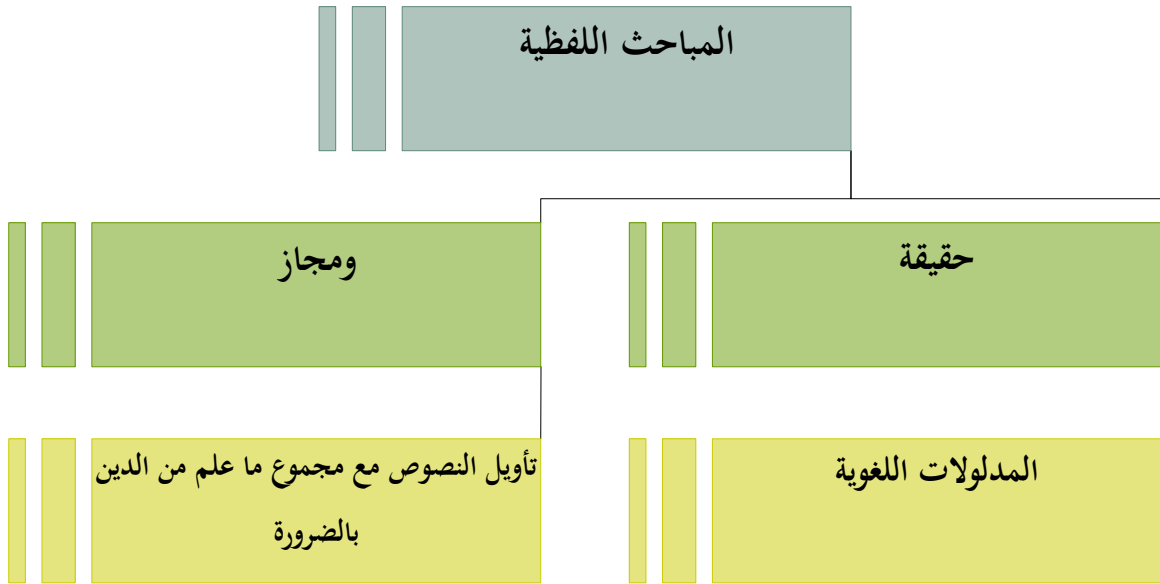 المباحث اللفظية
حقيقة
ومجاز
المدلولات اللغوية
تأويل النصوص مع مجموع ما علم من الدين
بالضرورة